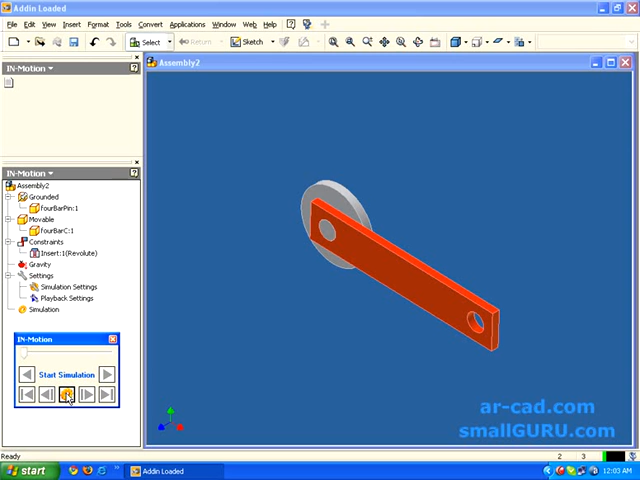 Addin Loaded
File Edit View Insert Format Tools Convert Applications Window Web Help
Select Return Sketch
IN-Motion
Assembly2
IN-Motion
Assembly2
Grounded
fourBarPin:1
Movable
fourBarC:1
Constraints
Insert:1(Revolute)
Gravity
Settings
Simulation Settings
Playback Settings
Simulation
IN-Motion
Start Simulation
ar-cad.com
smallGURU.com
Ready 2 3
start Addin Loaded 12:03 AM